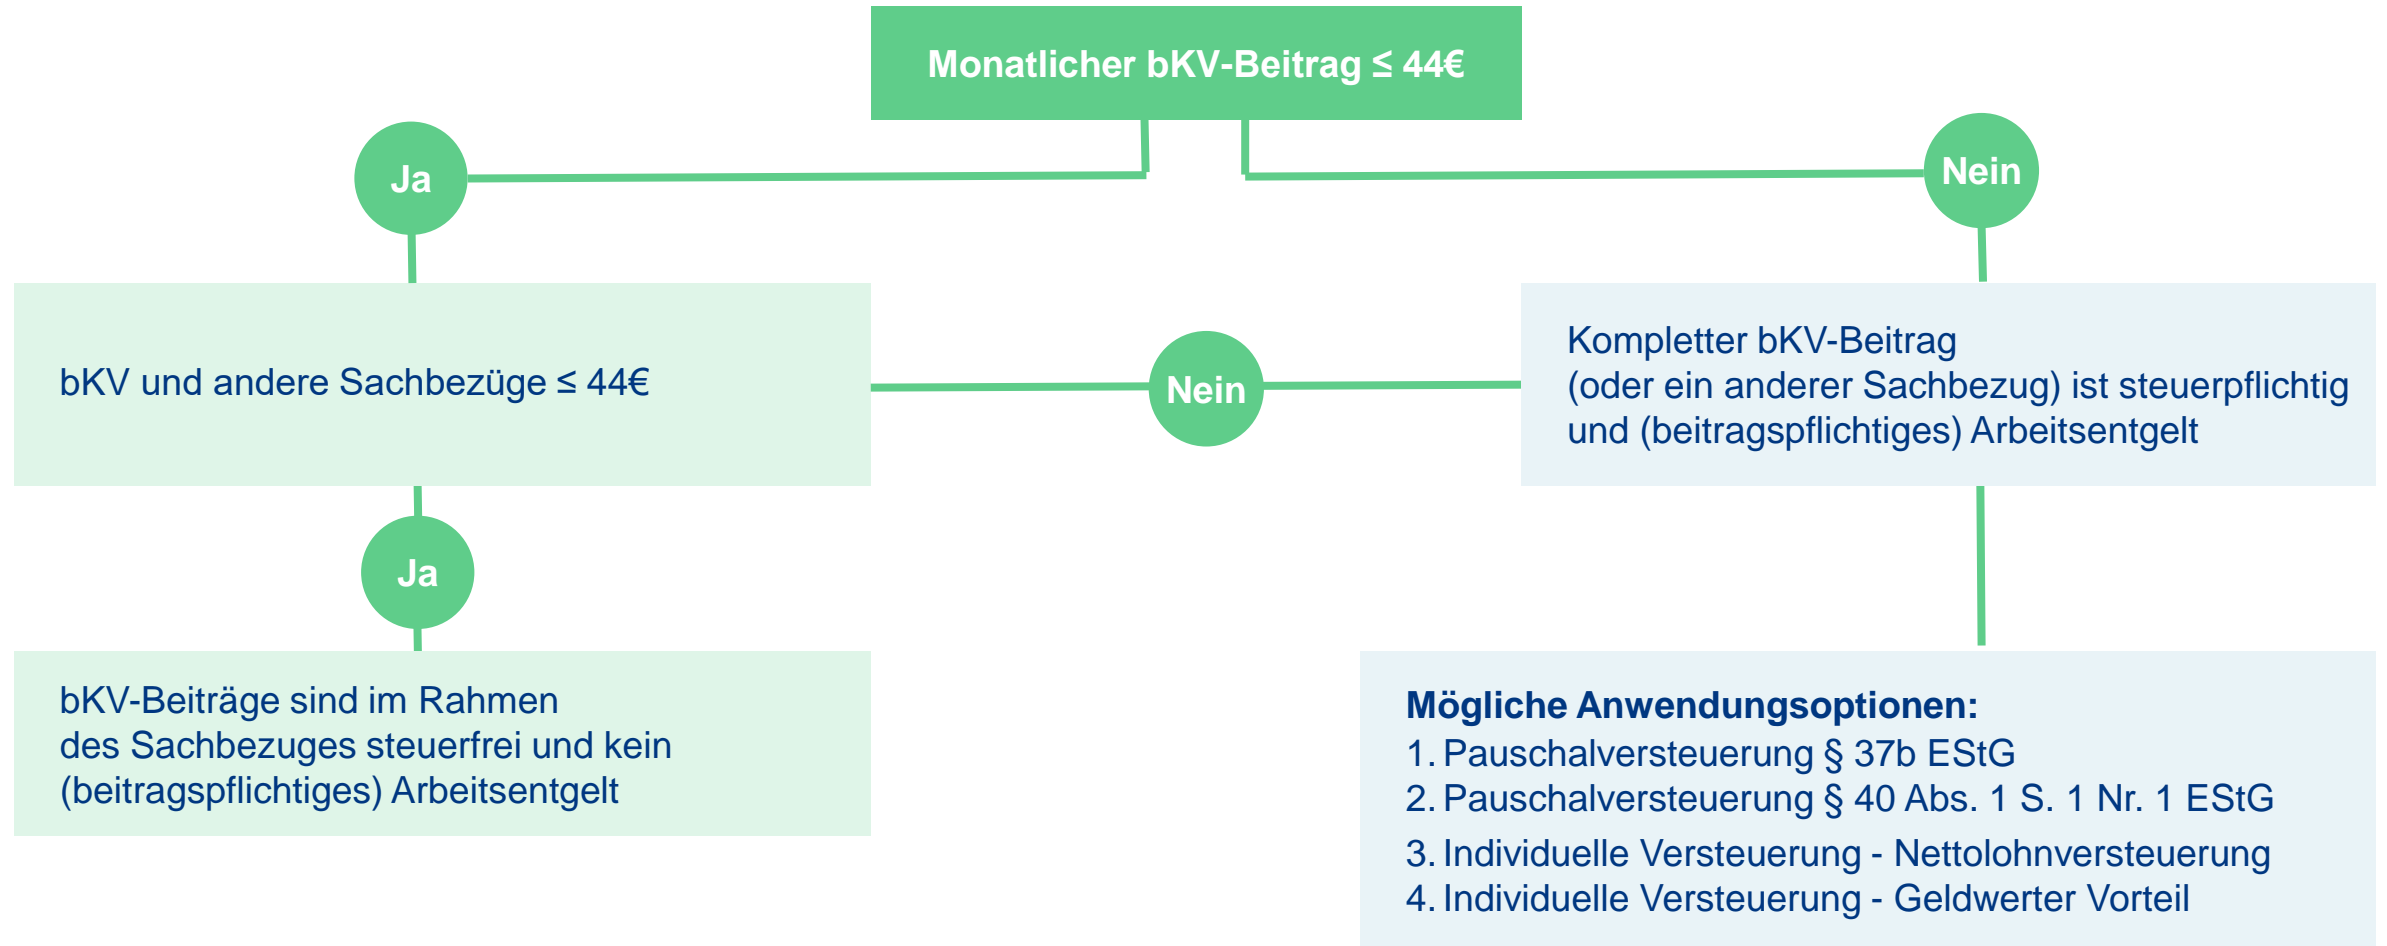 Monatlicher bKV-Beitrag ≤ 44€
Ja
Nein
bKV und andere Sachbezüge ≤ 44€
Nein
Kompletter bKV-Beitrag
(oder ein anderer Sachbezug) ist steuerpflichtig
und (beitragspflichtiges) Arbeitsentgelt
Ja
bKV-Beiträge sind im Rahmen
des Sachbezuges steuerfrei und kein
(beitragspflichtiges) Arbeitsentgelt
Mögliche Anwendungsoptionen:
1. Pauschalversteuerung § 37b EStG
2. Pauschalversteuerung § 40 Abs. 1 S. 1 Nr. 1 EStG
3. Individuelle Versteuerung - Nettolohnversteuerung
4. Individuelle Versteuerung - Geldwerter Vorteil